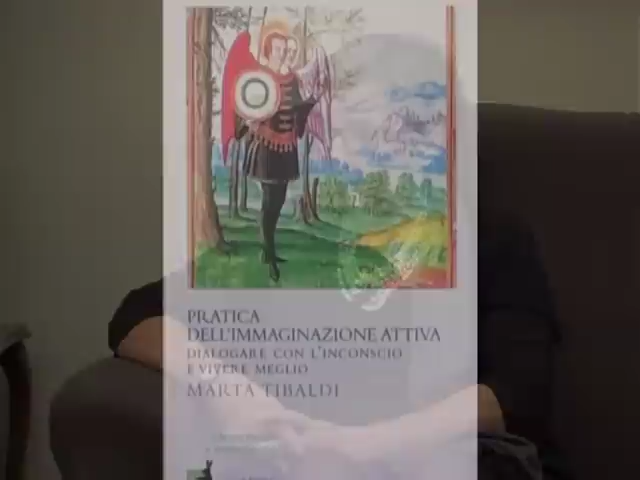 PRATICA
DELL'IMMAGINAZIONE ATTIVA
DIALOGARE CON L'INCONSCIO
E VIVERE MEGLIO
MARTA TIBALDI